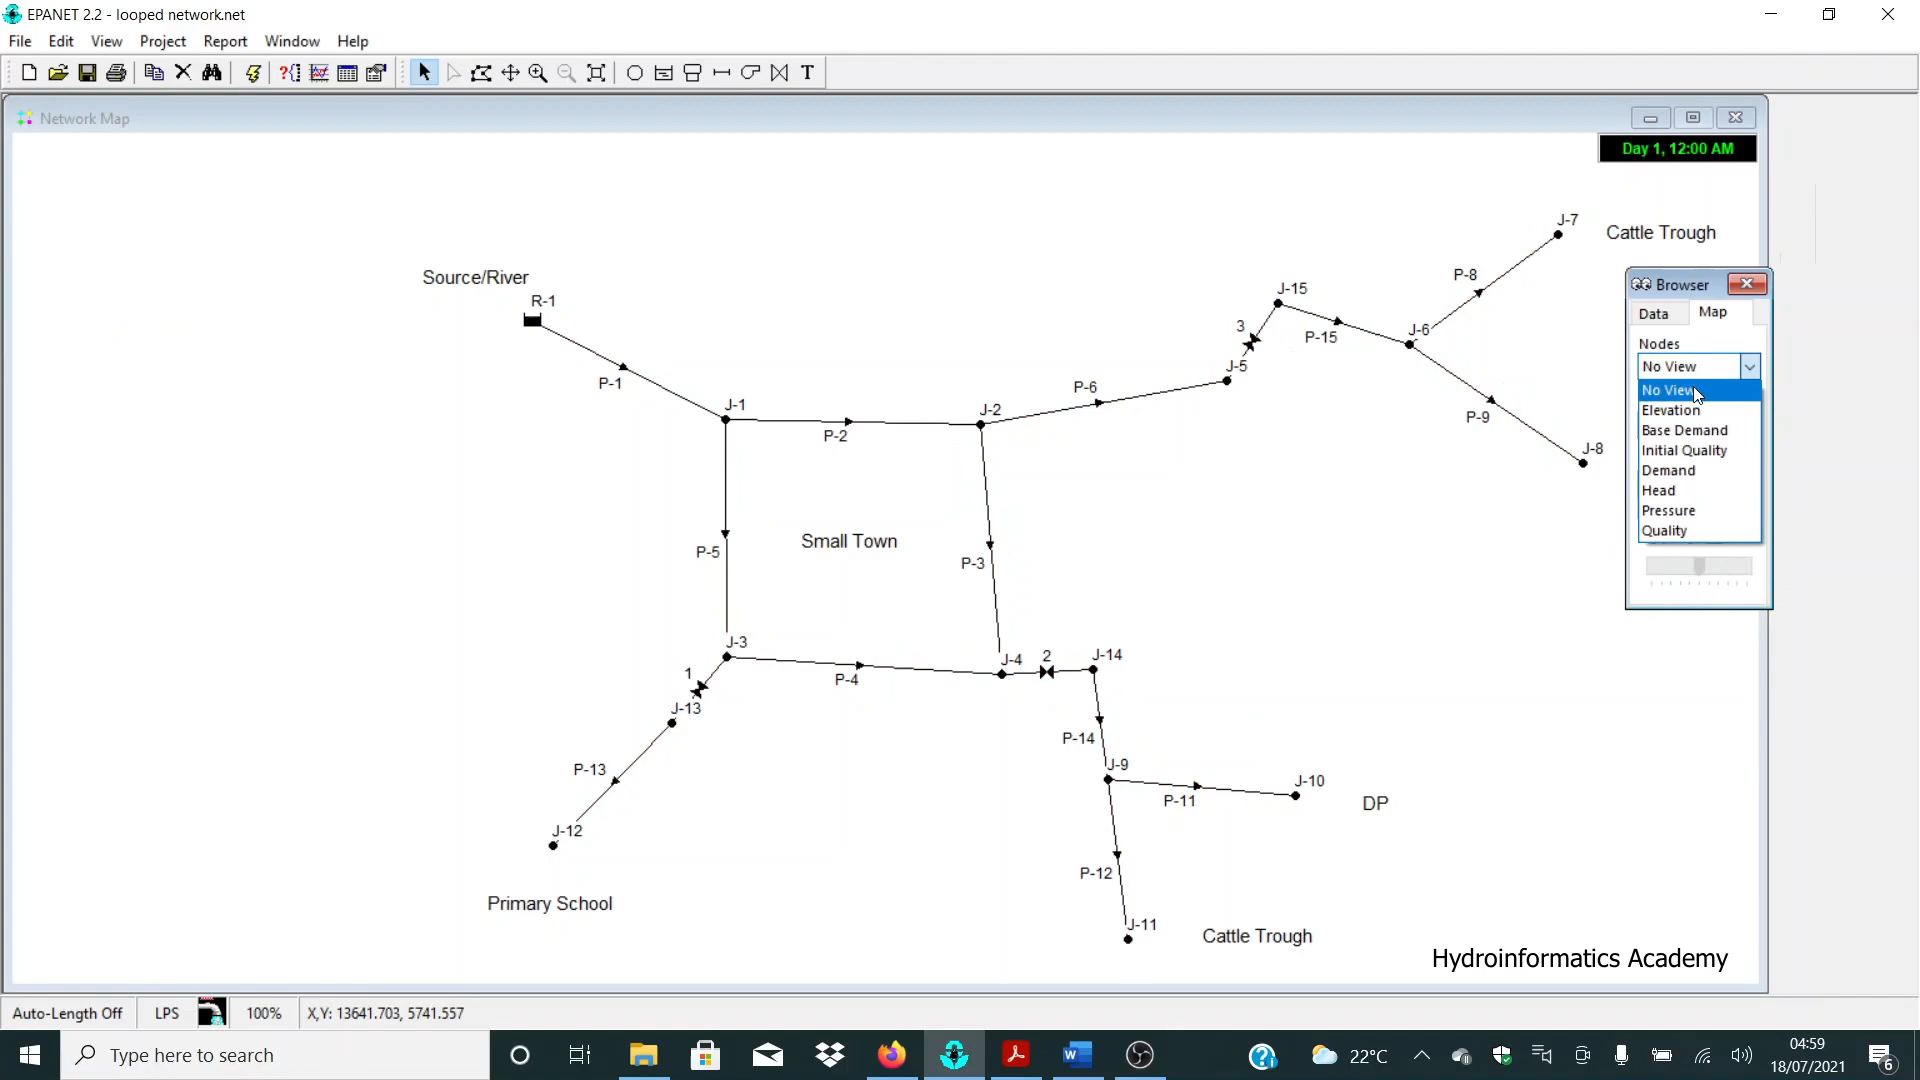 EPANET 2.2 - looped network.net
File Edit View Project Report Window Help
T
Network Map
Day 1, 12:00 AM
J-7
Cattle Trough
P-8
Source/River
R-1
J-15
3
P-15
J-6
J-5
P-1
P-6
J-1
J-2
P-2
P-9
J-8
Small Town
P-5
P-3
J-3
J-4
2
J-14
1
P-4
J-13
P-14
P-13
J-9
J-10
P-11
DP
J-12
P-12
Primary School
J-11
Cattle Trough
Browser
Data Map
Nodes
No View
No View
Elevation
Base Demand
Initial Quality
Demand
Head
Pressure
Quality
Hydroinformatics Academy
Auto-Length Off LPS 100% X,Y: 13641.703, 5741.557
Type here to search
22°C
04:59
18/07/2021
6